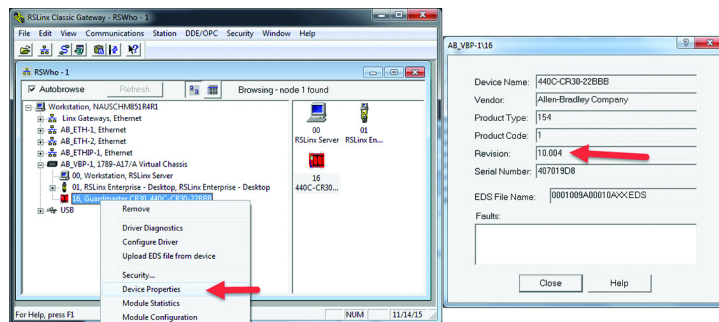 RSLinx Classic Gateway - RSWho - 1
File Edit View Communications Station DDE/OPC Security Window Help
RSWho - 1
Autobrowse Refresh Browsing - node 1 found
Workstation, NAUSCHM851R4R1
Linx Gateways, Ethernet
AB_ETH-1, Ethernet
AB_ETH-2, Ethernet
AB_ETHIP-1, Ethernet
AB_VBP-1, 1789-A17/A Virtual Chassis
00, Workstation, RSLinx Server
01, RSLinx Enterprise - Desktop, RSLinx Enterprise - Desktop
16, Guardmaster CR30, 440C-CR30-22BBB
USB
Remove
Driver Diagnostics
Configure Driver
Upload EDS file from device
Security...
Device Properties
Module Statistics
Module Configuration
00
RSLinx Server
01
RSLinx En...
16
440C-CR30...
For Help, press F1 NUM 11/14/15
AB_VBP-1\16
Device Name: 440C-CR30-22BBB
Vendor: Allen-Bradley Company
Product Type: 154
Product Code: 1
Revision: 10.004
Serial Number: 407019D8
EDS File Name: 0001009A00010AXX.EDS
Faults:
Close Help